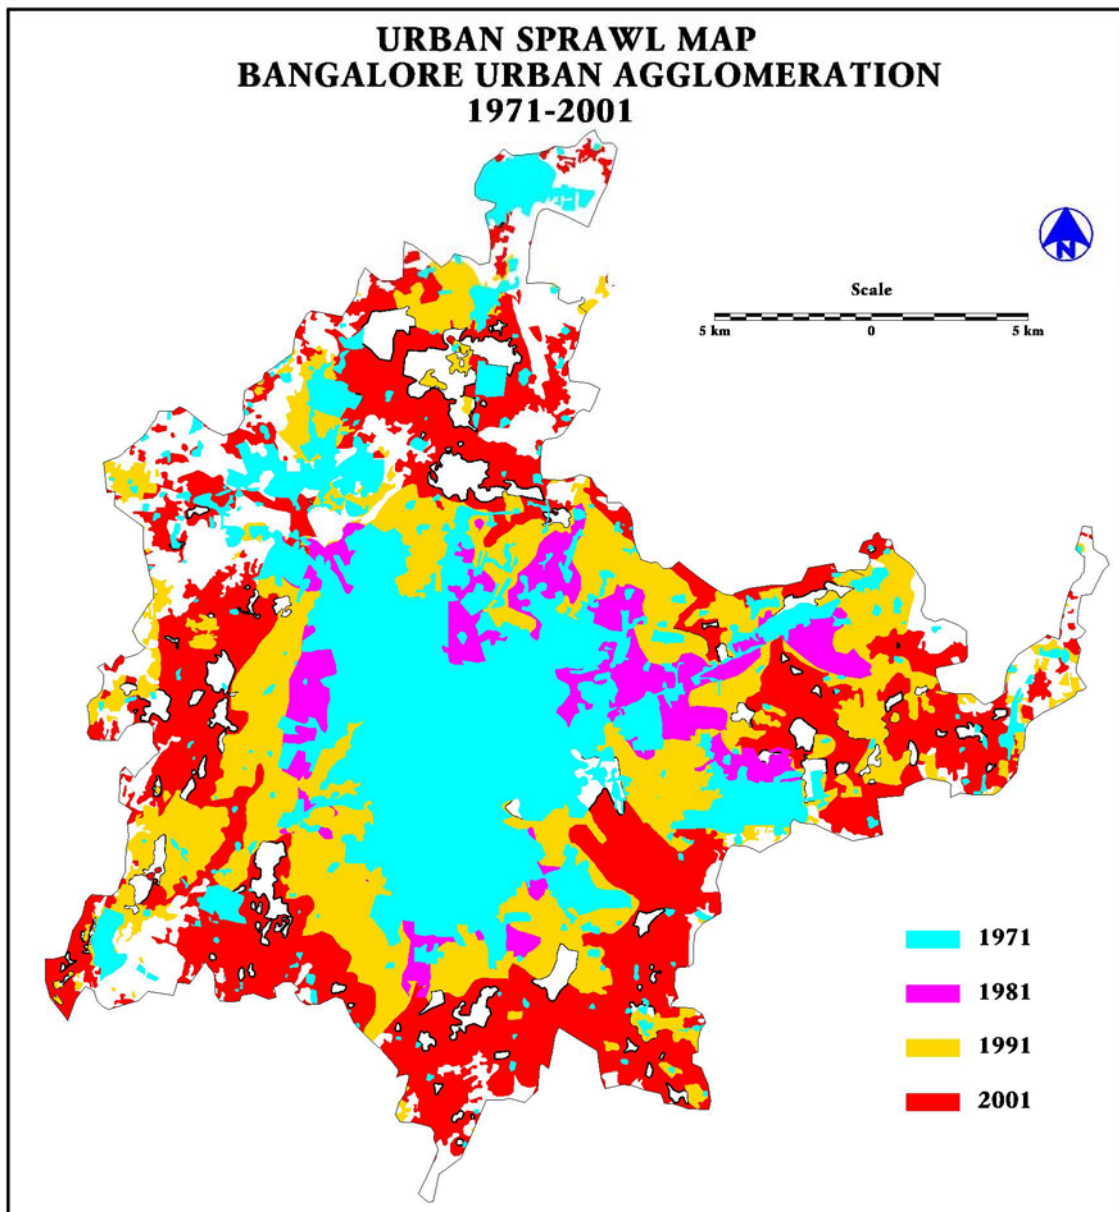 URBAN SPRAWL MAP
BANGALORE URBAN AGGLOMERATION
1971-2001
N
Scale
5 km 0 5 km
1971
1981
1991
2001